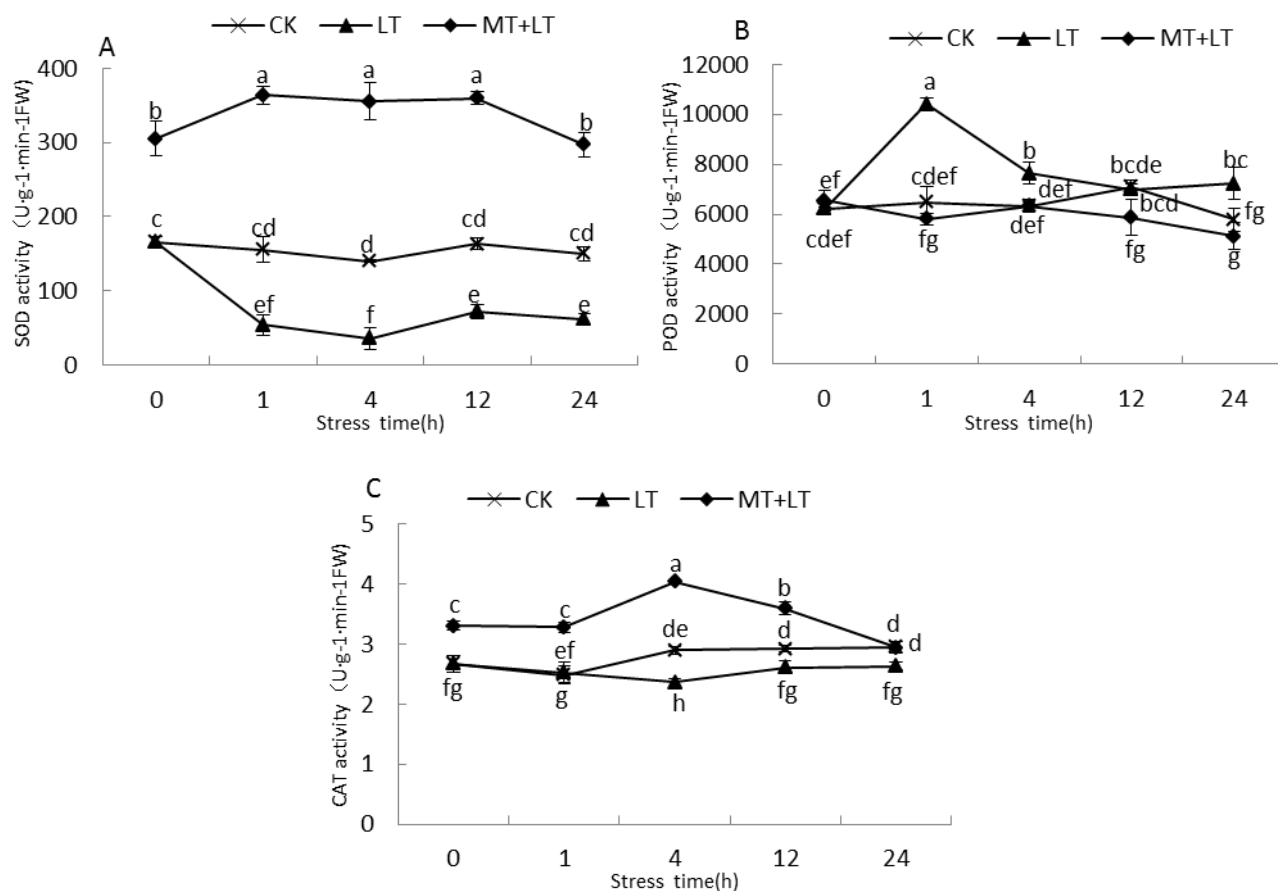 A
CK LT MT+LT
SOD activity（U·g-1·min-1FW)
400
300
200
100
0
a a a
b b
c cd d cd cd
ef f e e
0 1 4 12 24
Stress time(h)
B
CK LT MT+LT
POD activity（U·g-1·min-1FW)
12000
10000
8000
6000
4000
2000
0
a
b bcde bc
ef cdef def bcd fg
cdef fg def fg g
0 1 4 12 24
Stress time(h)
C
CK LT MT+LT
CAT activity（U·g-1·min-1FW)
5
4
3
2
1
0
a
c c b
de d d d
ef
fg g h fg fg
0 1 4 12 24
Stress time(h)